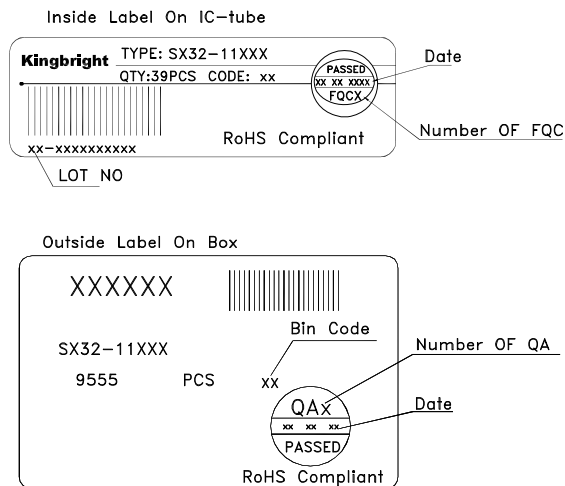 Inside Label On IC-tube
Kingbright TYPE: SX32-11XXX
QTY:39PCS CODE: xx
PASSED
XX XX XXXX
FQCX
Date
Number OF FQC
RoHS Compliant
xx-xxxxxxxxxx
LOT NO
Outside Label On Box
XXXXXX
Bin Code
SX32-11XXX
9555 PCS xx
Number OF QA
QAx
Date
xx xx xx
PASSED
RoHS Compliant